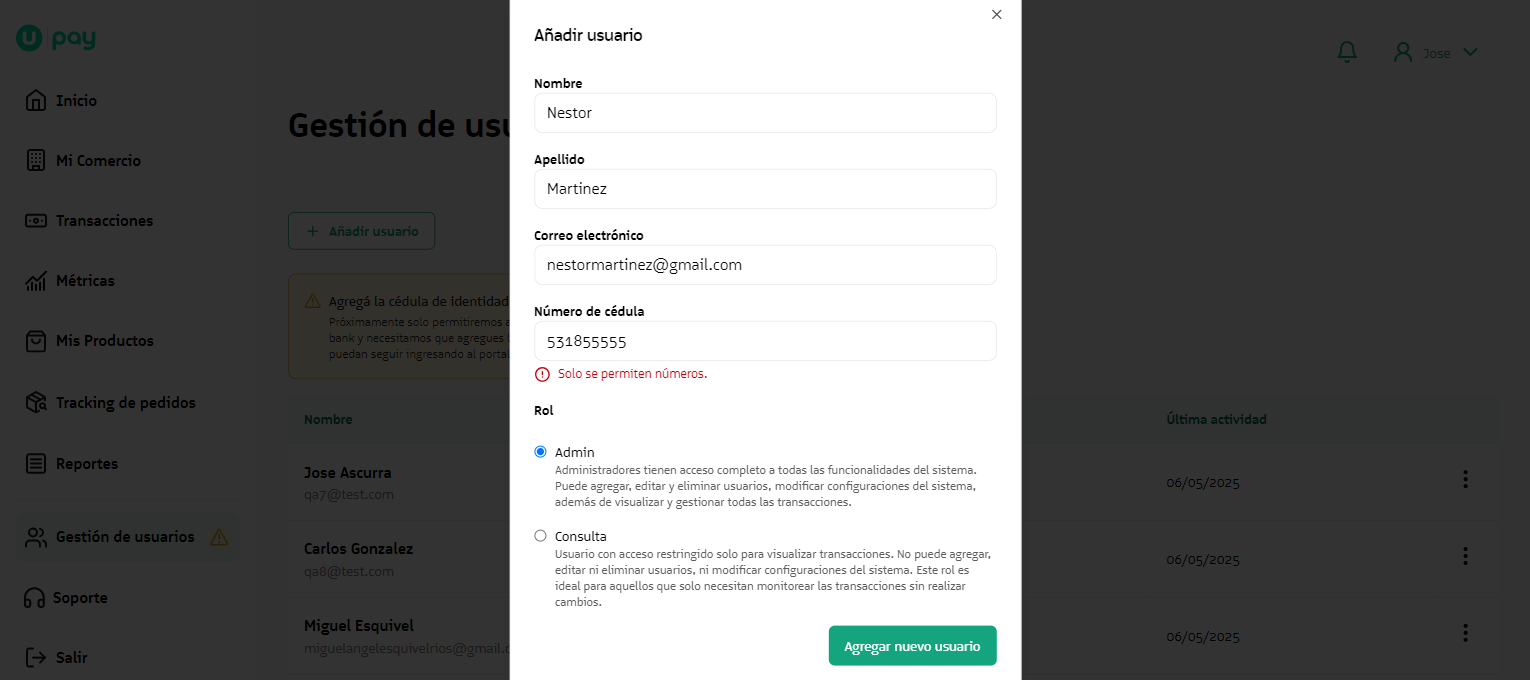 U pay
Inicio
Mi Comercio
Transacciones
Métricas
Mis Productos
Tracking de pedidos
Reportes
Gestión de usuarios
Soporte
Salir
Jose
Gestión de usu
+ Añadir usuario
Agregá la cédula de identidad
Próximamente solo permitiremos
bank y necesitamos que agregues
puedan seguir ingresando al portal
Nombre
Última actividad
Jose Ascurra
qa7@test.com
06/05/2025
Carlos Gonzalez
qa8@test.com
06/05/2025
Miguel Esquivel
miguelangelesquivelrios@gmail.c
06/05/2025
Añadir usuario
Nombre
Nestor
Apellido
Martinez
Correo electrónico
nestormartinez@gmail.com
Número de cédula
531855555
Solo se permiten números.
Rol
Admin
Administradores tienen acceso completo a todas las funcionalidades del sistema.
Puede agregar, editar y eliminar usuarios, modificar configuraciones del sistema,
además de visualizar y gestionar todas las transacciones.
Consulta
Usuario con acceso restringido solo para visualizar transacciones. No puede agregar,
editar ni eliminar usuarios, ni modificar configuraciones del sistema. Este rol es
ideal para aquellos que solo necesitan monitorear las transacciones sin realizar
cambios.
Agregar nuevo usuario